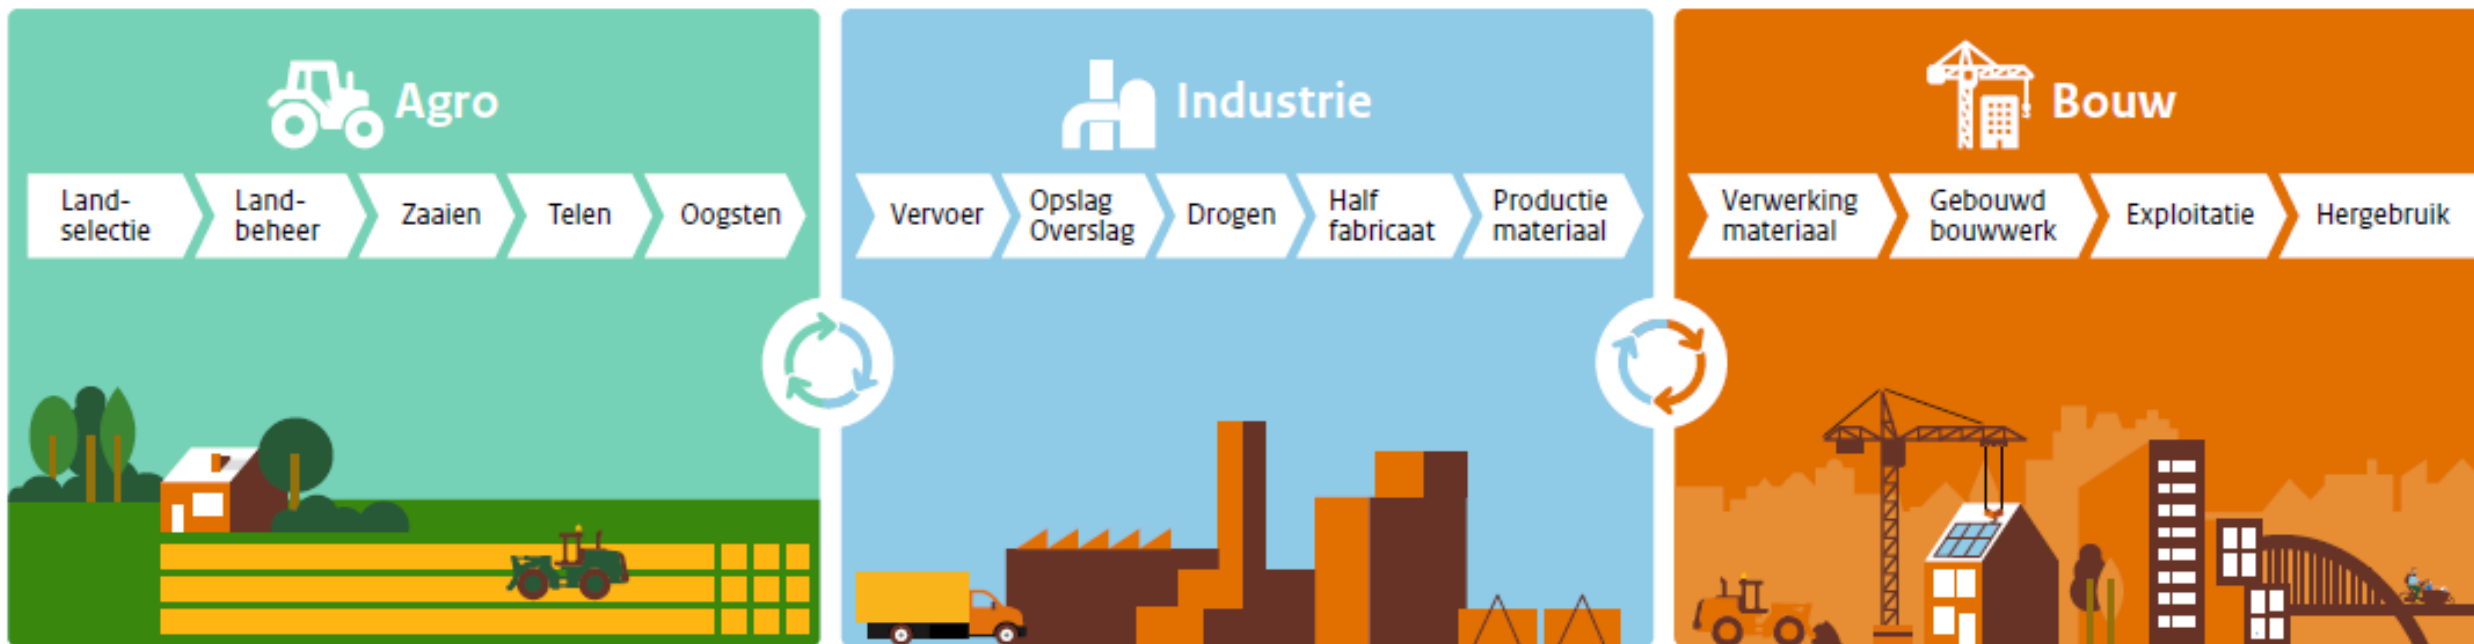 Agro
Land-
selectie
Land-
beheer
Zaaien
Telen
Oogsten
Industrie
Vervoer
Opslag
Overslag
Drogen
Half
fabricaat
Productie
materiaal
Bouw
Verwerking
materiaal
Gebouwd
bouwwerk
Exploitatie
Hergebruik